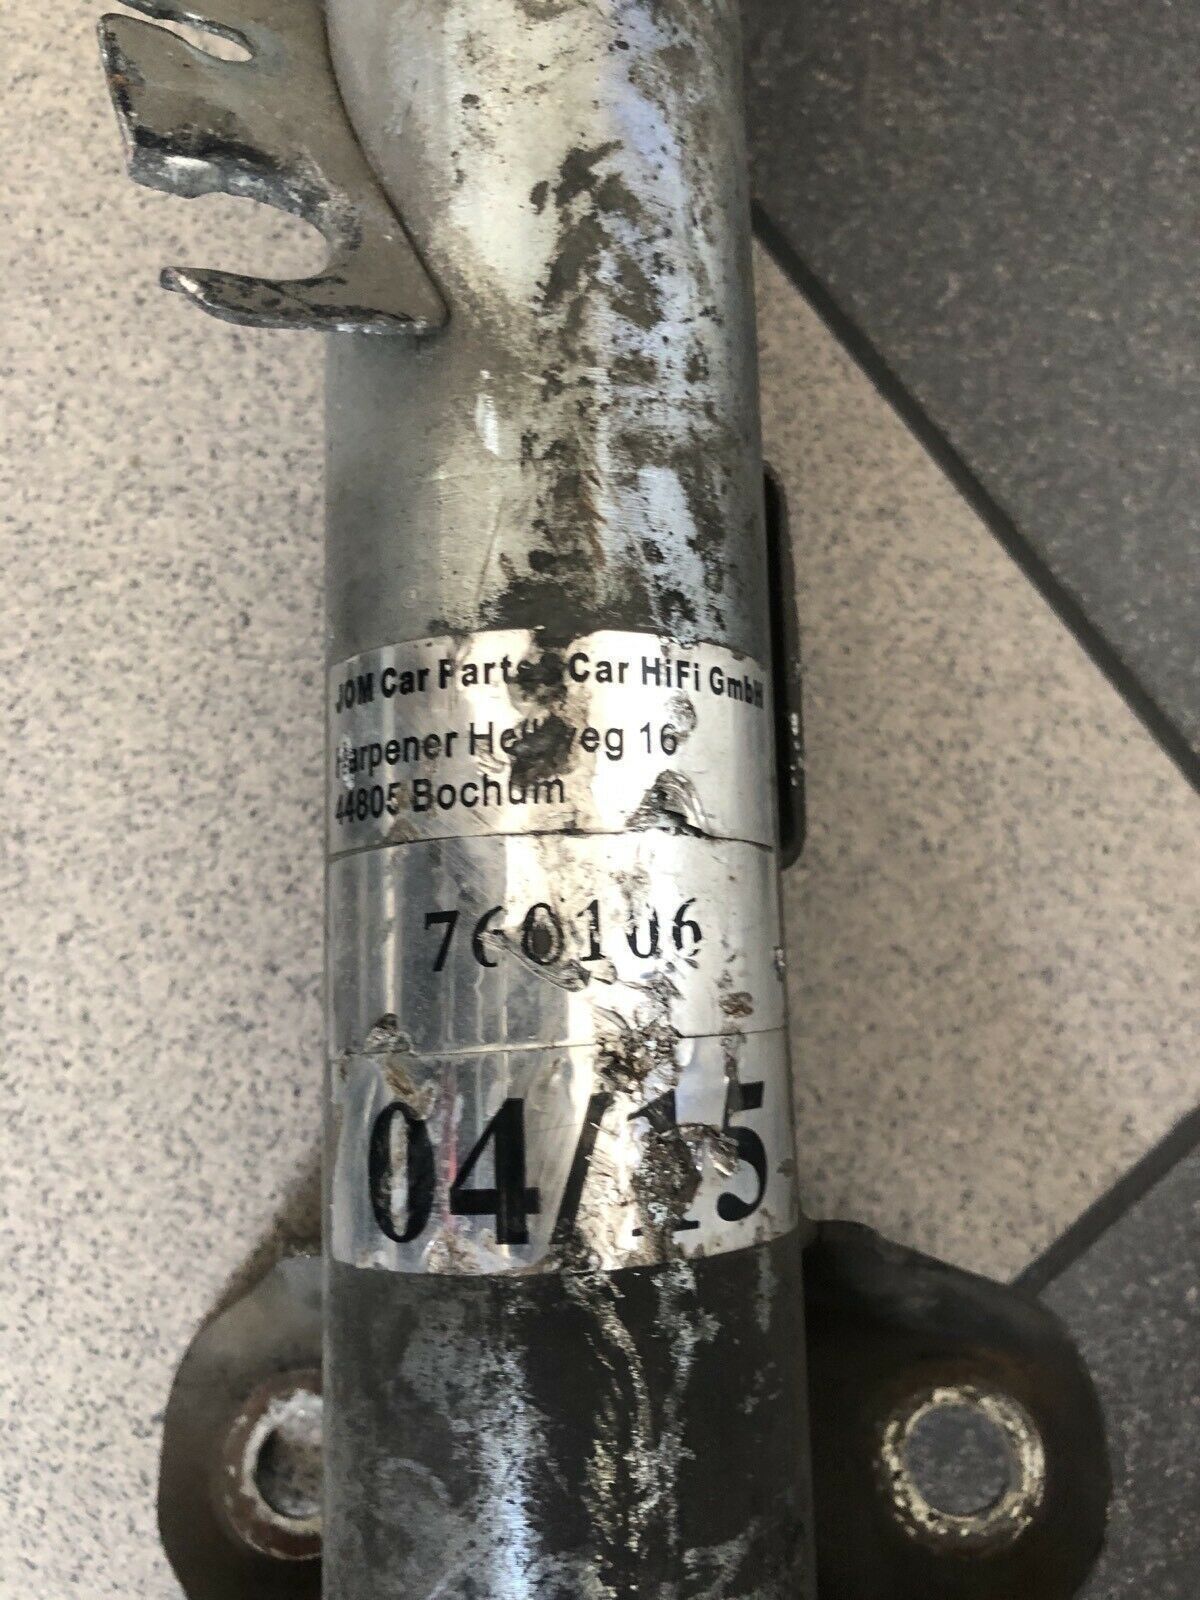 JOM Car Parts & Car HiFi GmbH
Harpener Hellweg 16
44805 Bochum
760106
04/15